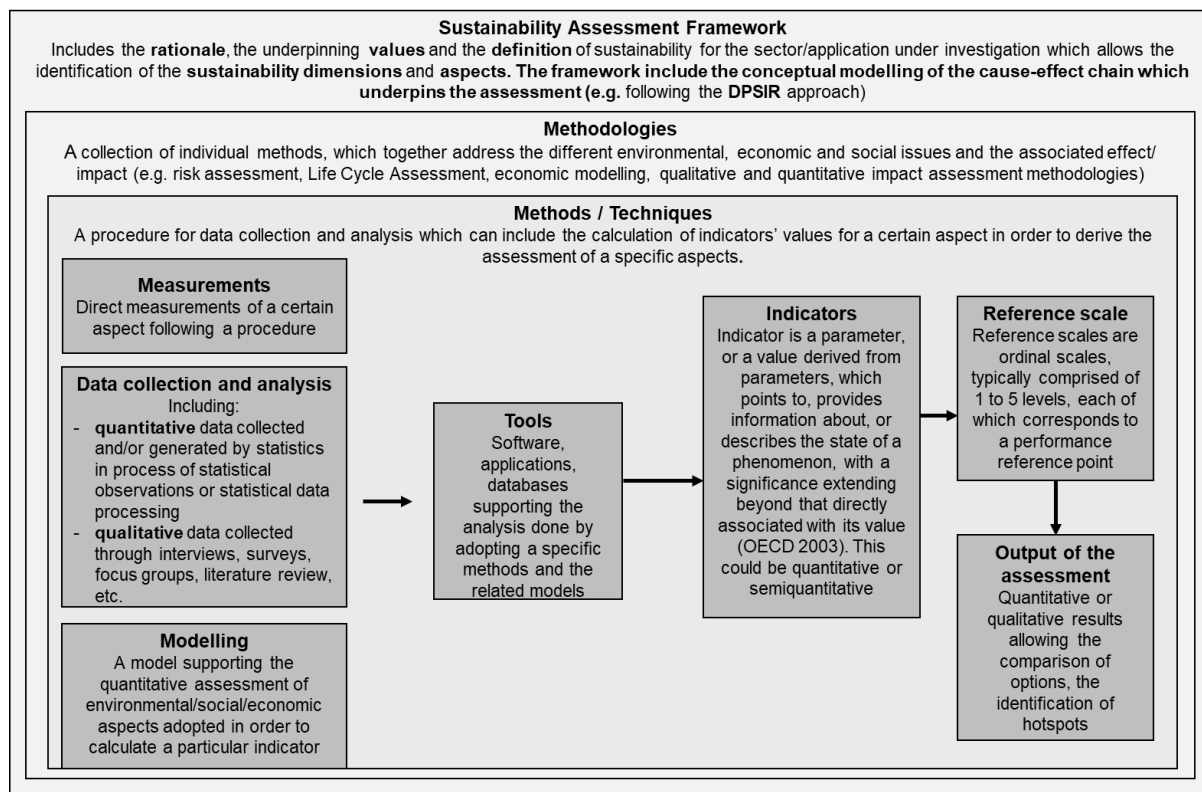 Sustainability Assessment Framework
Includes the rationale, the underpinning values and the definition of sustainability for the sector/application under investigation which allows the
identification of the sustainability dimensions and aspects. The framework include the conceptual modelling of the cause-effect chain which
underpins the assessment (e.g. following the DPSIR approach)
Methodologies
A collection of individual methods, which together address the different environmental, economic and social issues and the associated effect/
impact (e.g. risk assessment, Life Cycle Assessment, economic modelling, qualitative and quantitative impact assessment methodologies)
Methods / Techniques
A procedure for data collection and analysis which can include the calculation of indicators' values for a certain aspect in order to derive the
assessment of a specific aspects.
Measurements
Direct measurements of a certain
aspect following a procedure
Data collection and analysis
Including:
- quantitative data collected
and/or generated by statistics
in process of statistical
observations or statistical data
processing
- qualitative data collected
through interviews, surveys,
focus groups, literature review,
etc.
Modelling
A model supporting the
quantitative assessment of
environmental/social/economic
aspects adopted in order to
calculate a particular indicator
Tools
Software,
applications,
databases
supporting the
analysis done by
adopting a specific
methods and the
related models
Indicators
Indicator is a parameter,
or a value derived from
parameters, which
points to, provides
information about, or
describes the state of a
phenomenon, with a
significance extending
beyond that directly
associated with its value
(OECD 2003). This
could be quantitative or
semiquantitative
Reference scale
Reference scales are
ordinal scales,
typically comprised of
1 to 5 levels, each of
which corresponds to
a performance
reference point
Output of the
assessment
Quantitative or
qualitative results
allowing the
comparison of
options, the
identification of
hotspots